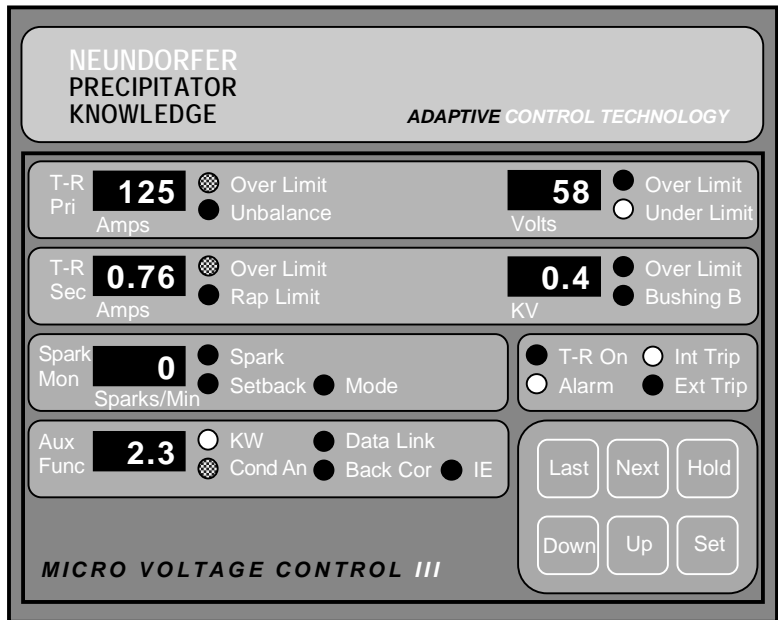 NEUNDORFER
PRECIPITATOR
KNOWLEDGE
ADAPTIVE CONTROL TECHNOLOGY
T-R Pri
125
Amps
Over Limit
Unbalance
58
Volts
Over Limit
Under Limit
T-R Sec
0.76
Amps
Over Limit
Rap Limit
0.4
KV
Over Limit
Bushing B
Spark Mon
0
Sparks/Min
Spark
Setback
Mode
T-R On
Int Trip
Alarm
Ext Trip
Aux Func
2.3
KW
Data Link
Cond An
Back Cor
IE
Last
Next
Hold
Down
Up
Set
MICRO VOLTAGE CONTROL III